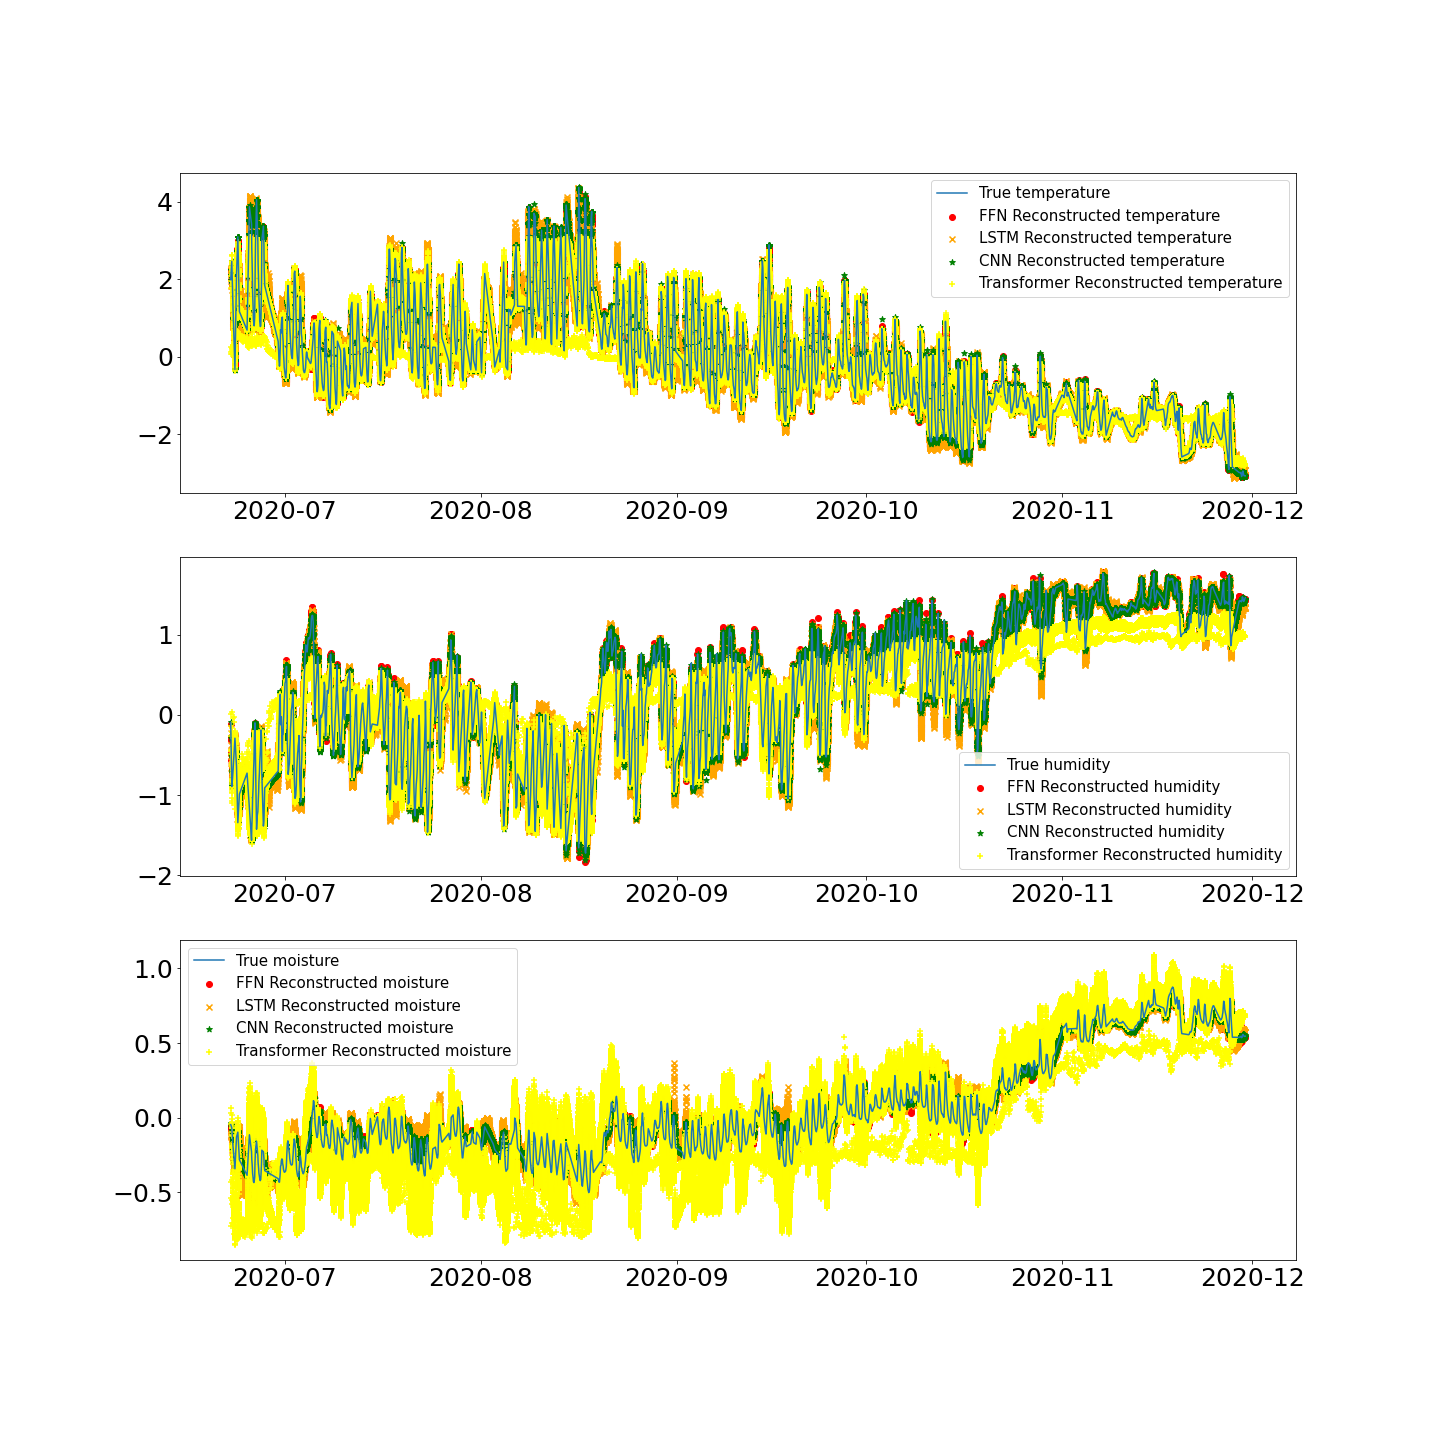 4
2
0
−2
True temperature
FFN Reconstructed temperature
LSTM Reconstructed temperature
CNN Reconstructed temperature
Transformer Reconstructed temperature
2020-07 2020-08 2020-09 2020-10 2020-11 2020-12
1
0
−1
−2
True humidity
FFN Reconstructed humidity
LSTM Reconstructed humidity
CNN Reconstructed humidity
Transformer Reconstructed humidity
2020-07 2020-08 2020-09 2020-10 2020-11 2020-12
1.0
0.5
0.0
−0.5
True moisture
FFN Reconstructed moisture
LSTM Reconstructed moisture
CNN Reconstructed moisture
Transformer Reconstructed moisture
2020-07 2020-08 2020-09 2020-10 2020-11 2020-12